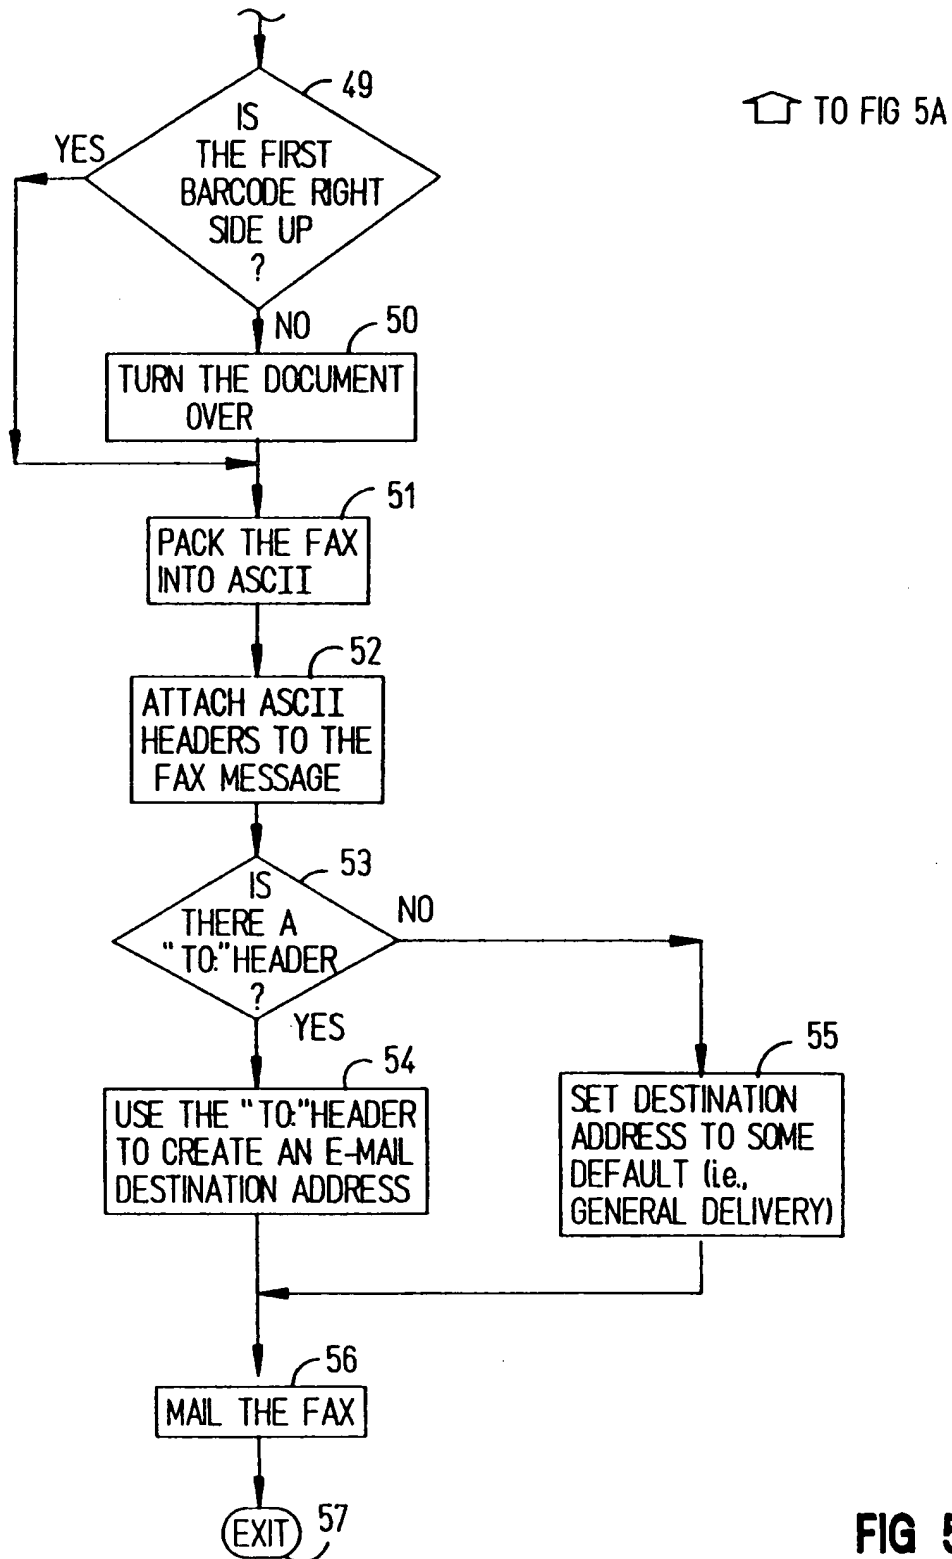 49
TO FIG 5A
IS
THE FIRST
BARCODE RIGHT
SIDE UP
?
YES
NO
50
TURN THE DOCUMENT
OVER
51
PACK THE FAX
INTO ASCII
52
ATTACH ASCII
HEADERS TO THE
FAX MESSAGE
53
IS
THERE A
"TO:"HEADER
?
NO
YES
54
USE THE "TO:"HEADER
TO CREATE AN E-MAIL
DESTINATION ADDRESS
55
SET DESTINATION
ADDRESS TO SOME
DEFAULT (i.e.,
GENERAL DELIVERY)
56
MAIL THE FAX
EXIT
57
FIG 5